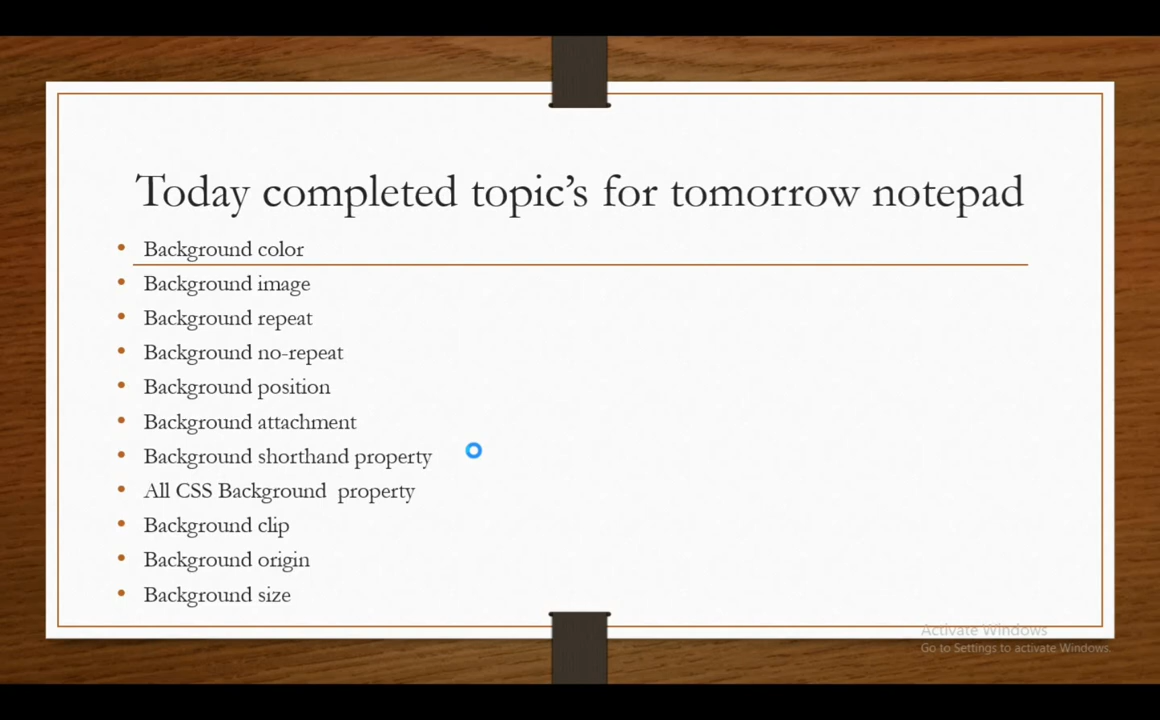 Today completed topic’s for tomorrow notepad
Background color
Background image
Background repeat
Background no-repeat
Background position
Background attachment
Background shorthand property
All CSS Background  property
Background clip
Background origin
Background size
Activate Windows
Go to Settings to activate Windows.